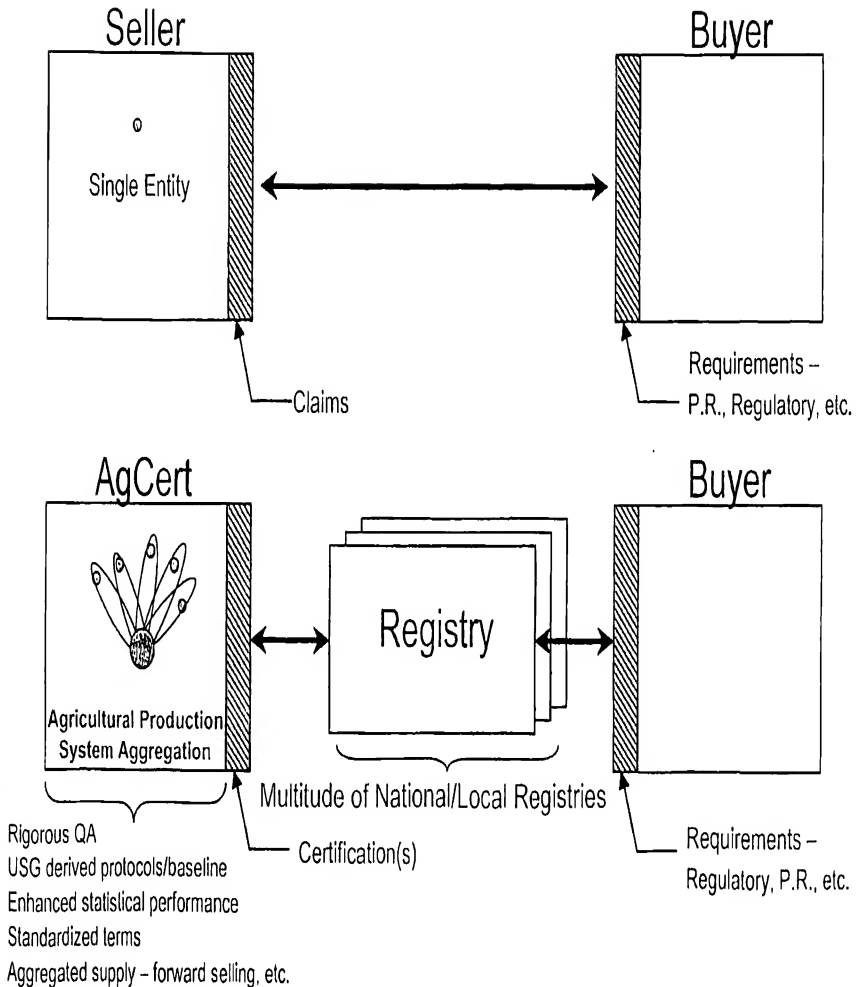 Seller
Buyer
Single Entity
Claims
Requirements –
P.R., Regulatory, etc.
AgCert
Buyer
Registry
Agricultural Production
System Aggregation
Multitude of National/Local Registries
Certification(s)
Requirements –
Regulatory, P.R., etc.
Rigorous QA
USG derived protocols/baseline
Enhanced statistical performance
Standardized terms
Aggregated supply – forward selling, etc.